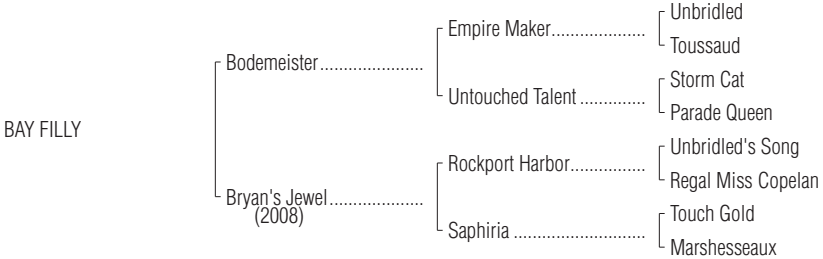 Unbridled
Empire Maker.....................
Toussaud
Bodemeister......................
Storm Cat
Untouched Talent ..............
Parade Queen
BAY FILLY
Unbridled's Song
Rockport Harbor................
Regal Miss Copelan
Bryan's Jewel....................
(2008)
Touch Gold
Saphiria ............................
Marshesseaux